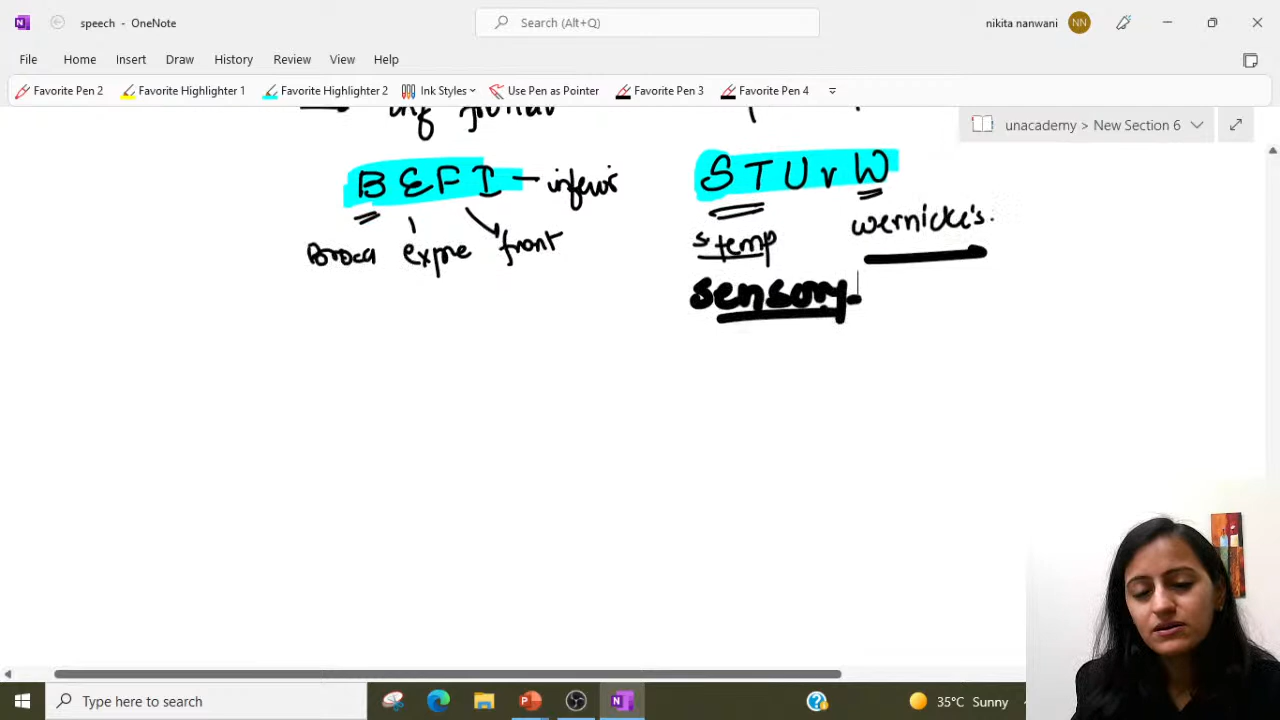 speech - OneNote
Search (Alt+Q)
nikita nanwani NN
File Home Insert Draw History Review View Help
Favorite Pen 2 Favorite Highlighter 1 Favorite Highlighter 2 Ink Styles Use Pen as Pointer Favorite Pen 3 Favorite Pen 4
unacademy > New Section 6
B E F I - inferior
Broca expre front
S T U r W
s temp wernicke's.
sensory.
Type here to search
35°C Sunny